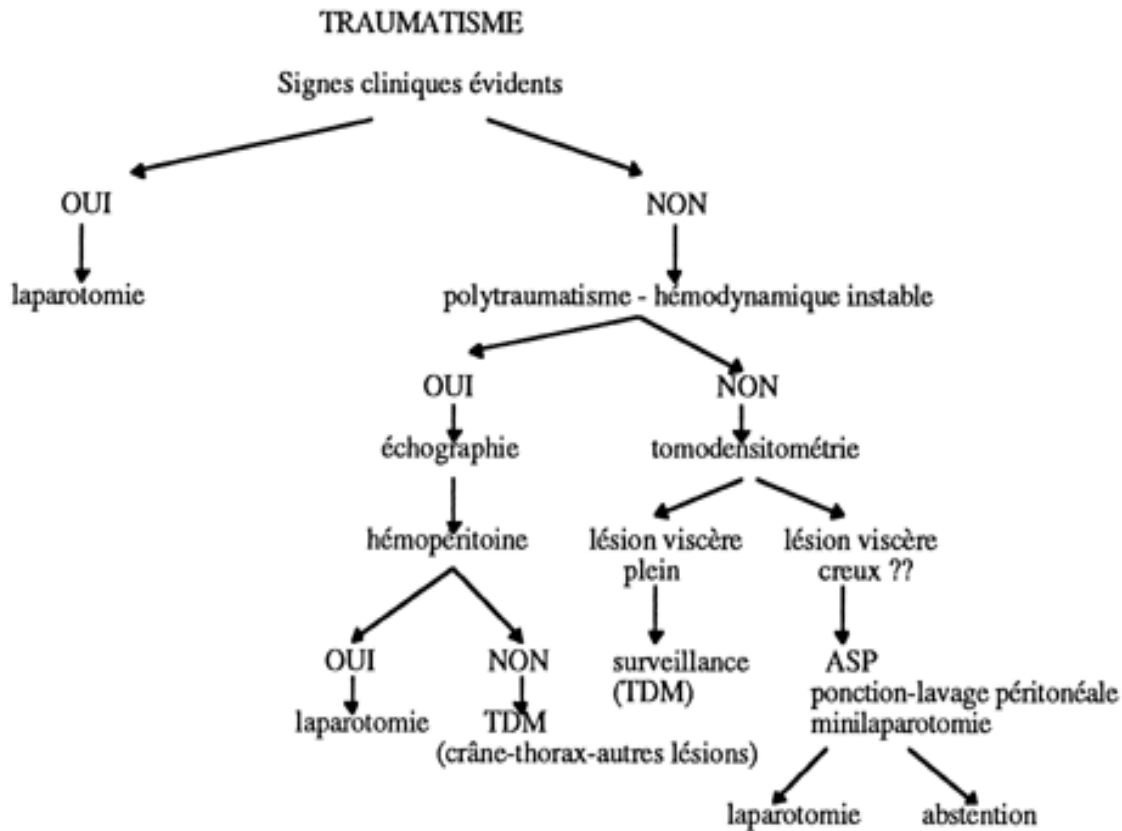 TRAUMATISME
Signes cliniques évidents
OUI NON
laparotomie polytraumatisme - hémodynamique instable
OUI NON
échographie tomodensitométrie
hémopéritoine lésion viscère lésion viscère
plein creux ??
OUI NON surveillance ASP
(TDM) ponction-lavage péritonéale
laparotomie TDM minilaparotomie
(crâne-thorax-autres lésions)
laparotomie abstention